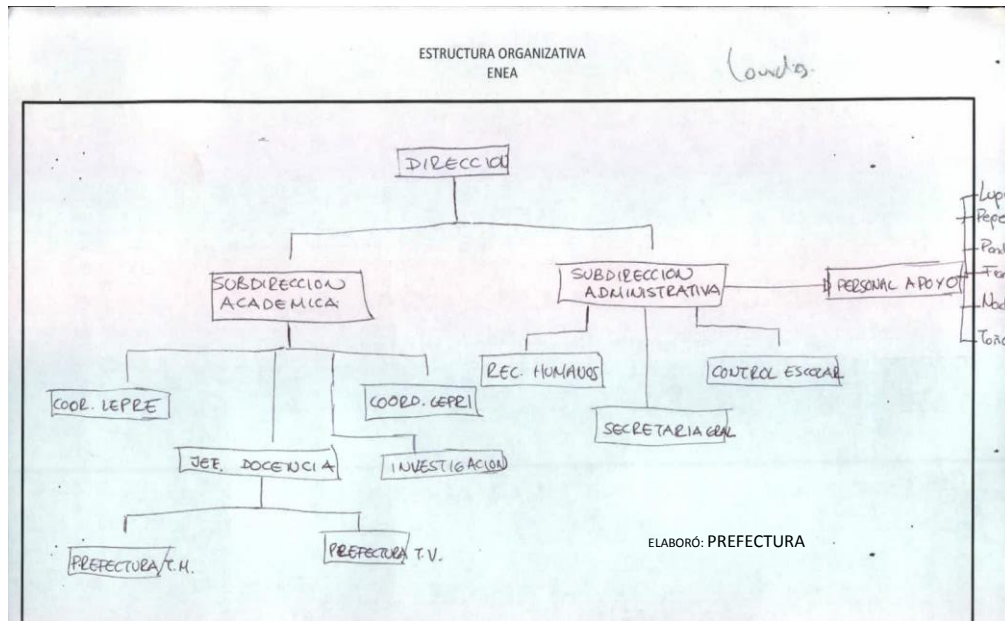 ESTRUCTURA ORGANIZATIVA
ENEA
DIRECCION
SUBDIRECCION
ACADEMICA
SUBDIRECCION
ADMINISTRATIVA
PERSONAL APOYO
COOR. LEPRE
COORD. LEPRI
REC. HUMANOS
CONTROL ESCOLAR
SECRETARIA GRAL
JEF. DOCENCIA
INVESTIGACION
PREFECTURA T.M.
PREFECTURA T.V.
ELABORÓ: PREFECTURA